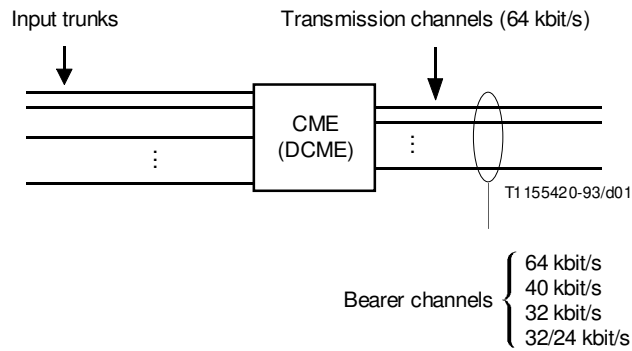 Input trunks
Transmission channels (64 kbit/s)
CME
(DCME)
T1155420-93/d01
Bearer channels
64 kbit/s
40 kbit/s
32 kbit/s
32/24 kbit/s